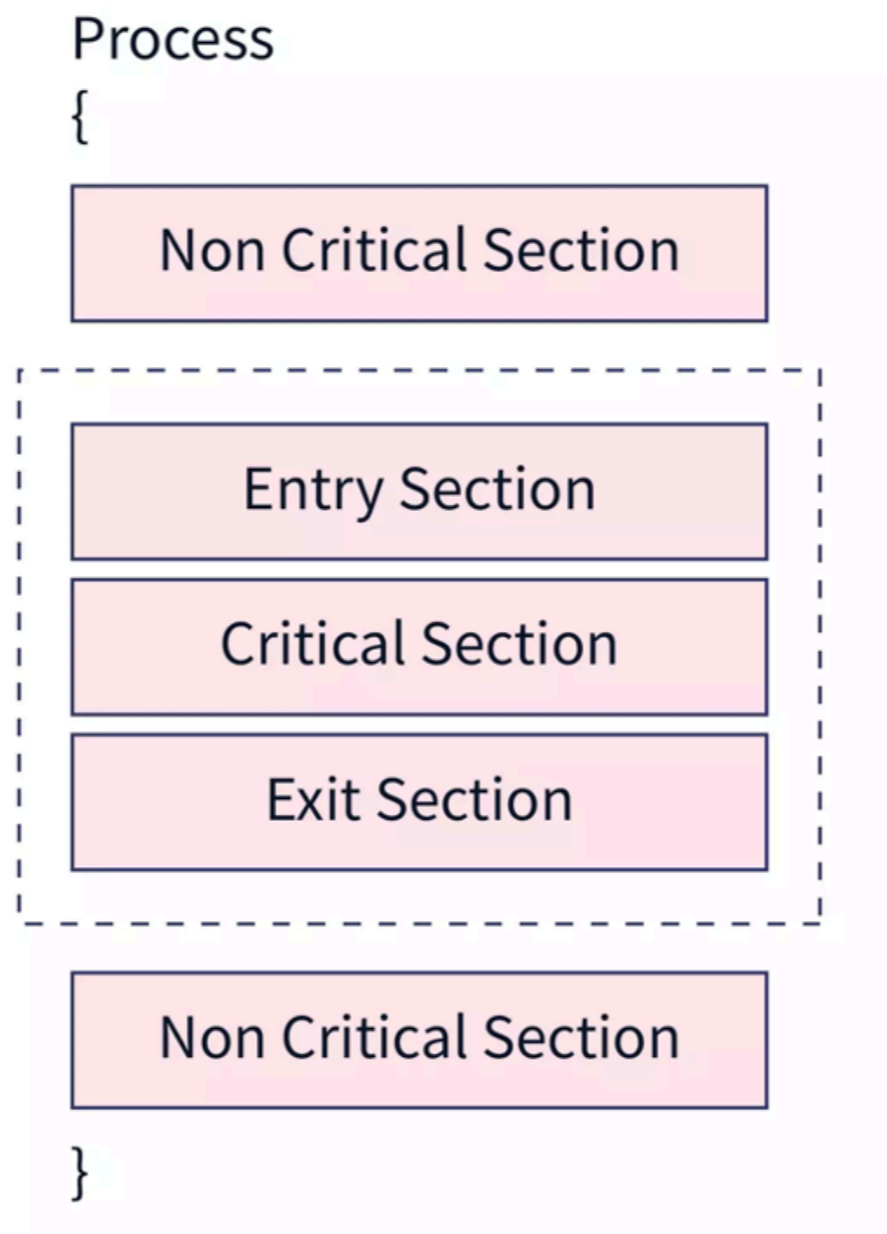 Process
{
Non Critical Section
Entry Section
Critical Section
Exit Section
Non Critical Section
}